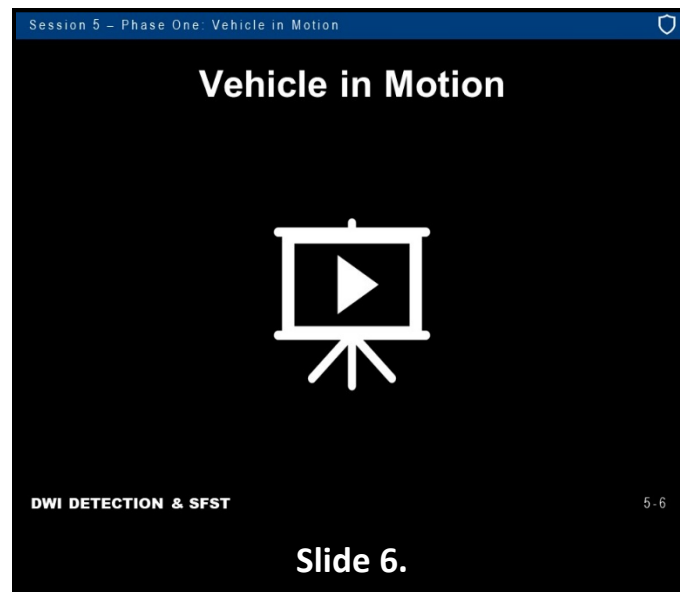 Session 5 – Phase One: Vehicle in Motion
Vehicle in Motion
DWI DETECTION & SFST
5-6
Slide 6.